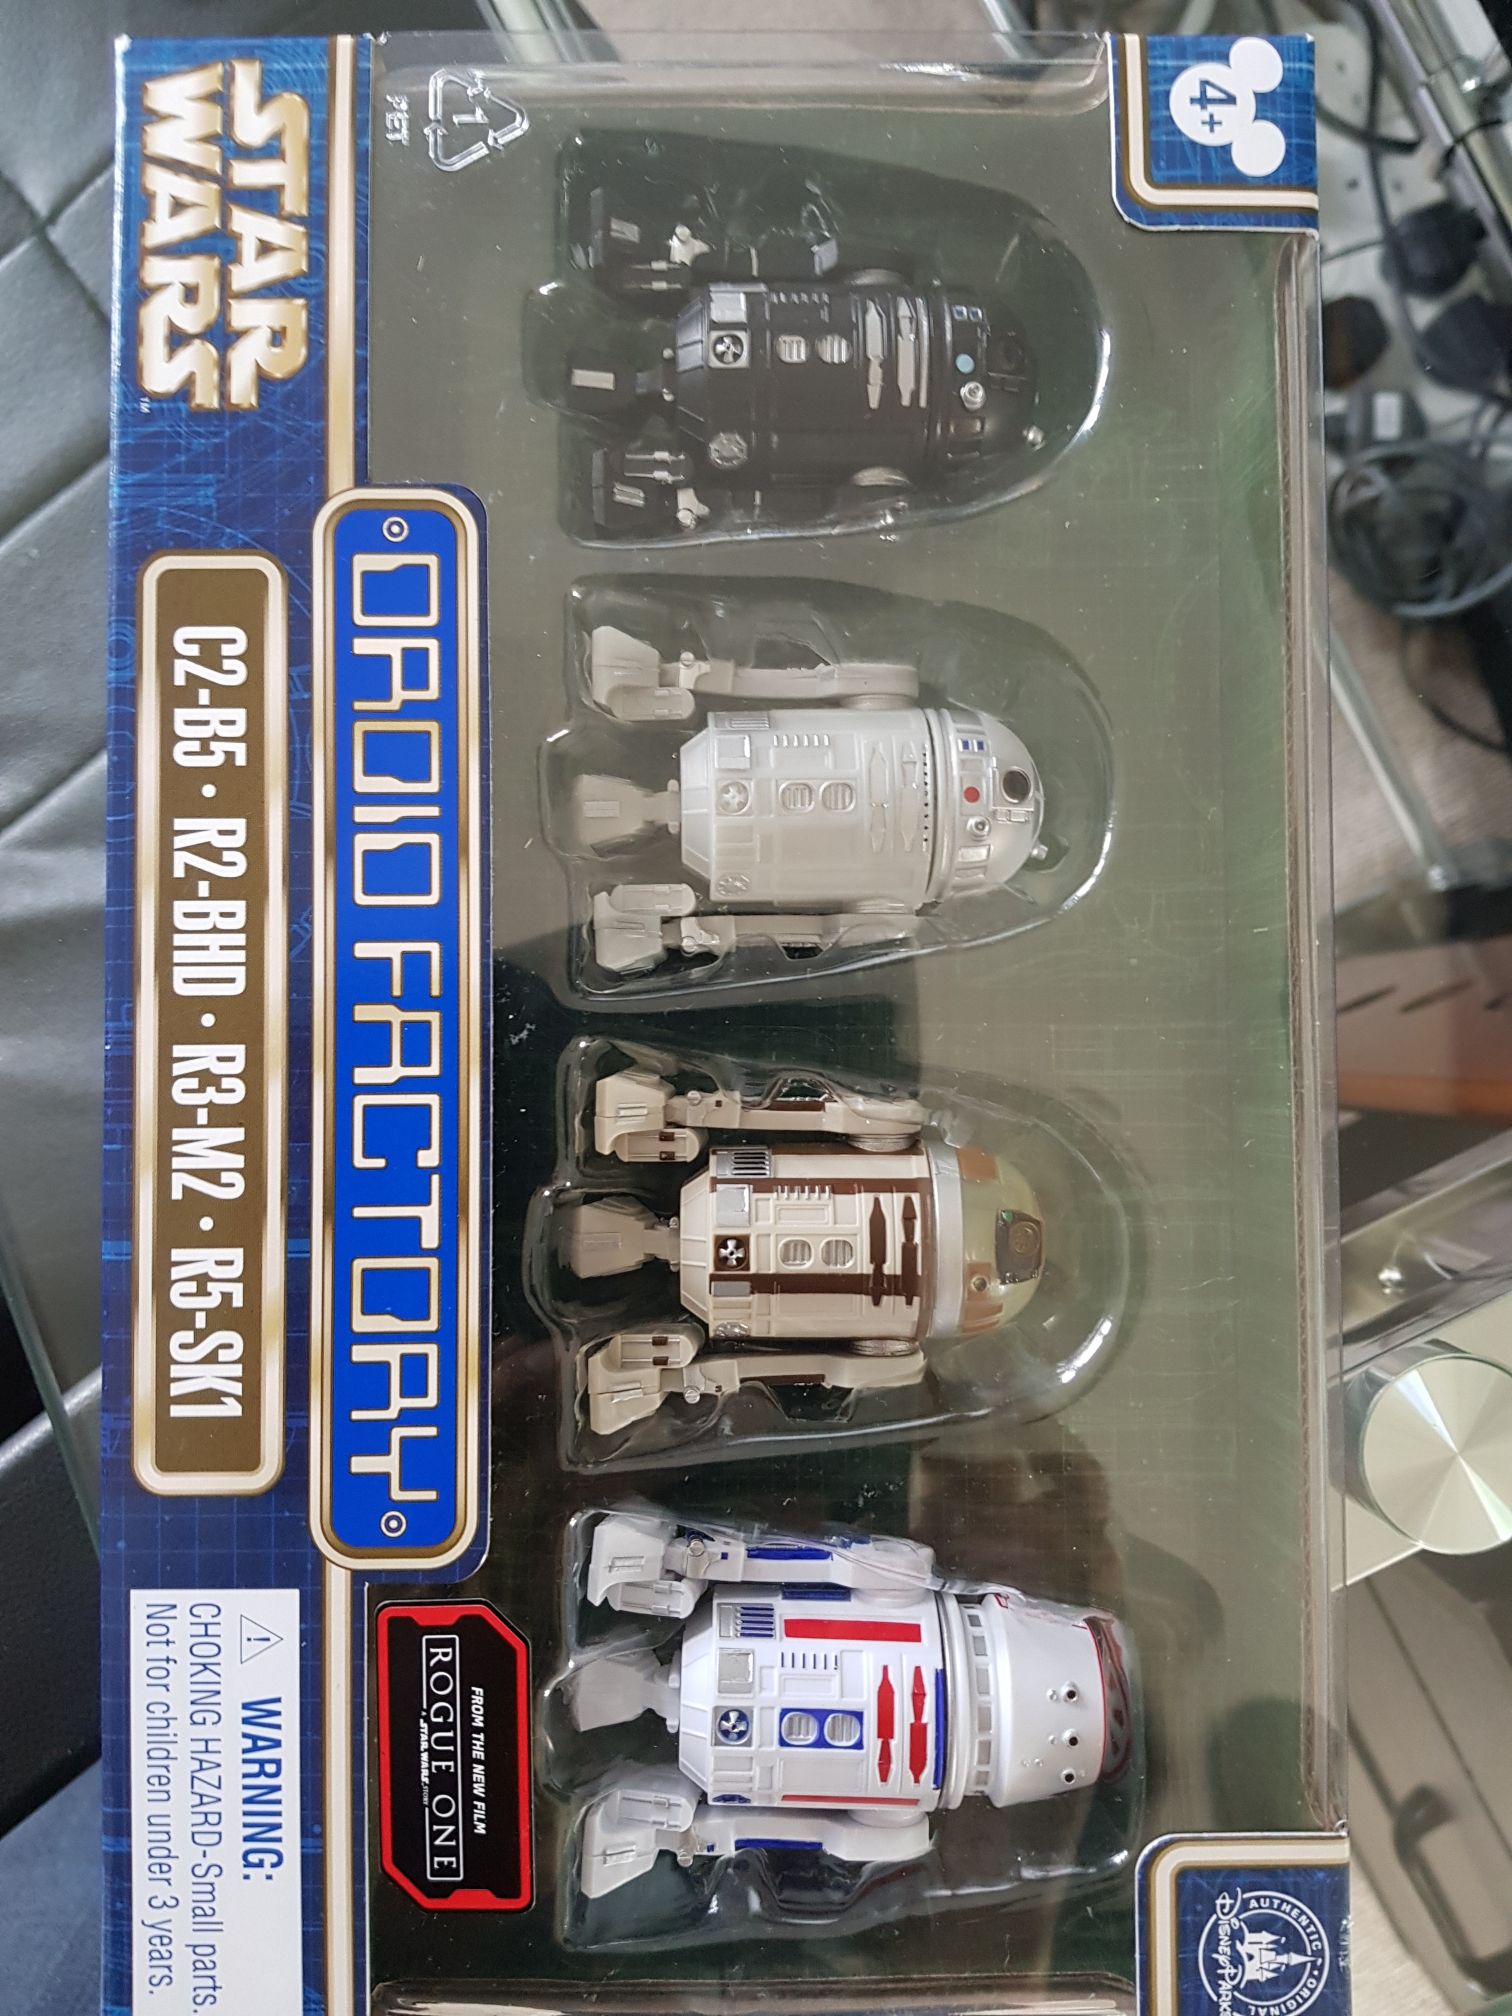 4+
1
PET
STAR
WARS™
DROID FACTORY
C2-B5 • R2-BHD • R3-M2 • R5-SK1
FROM THE NEW FILM
ROGUE ONE
A STAR WARS STORY
⚠ WARNING:
CHOKING HAZARD-Small parts.
Not for children under 3 years.
AUTHENTIC • ORIGINAL
Disney Parks